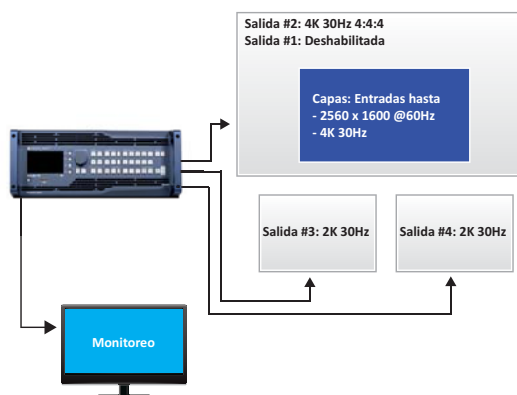 Salida #2: 4K 30Hz 4:4:4
Salida #1: Deshabilitada
Capas: Entradas hasta
- 2560 x 1600 @60Hz
- 4K 30Hz
Salida #3: 2K 30Hz
Salida #4: 2K 30Hz
Monitoreo